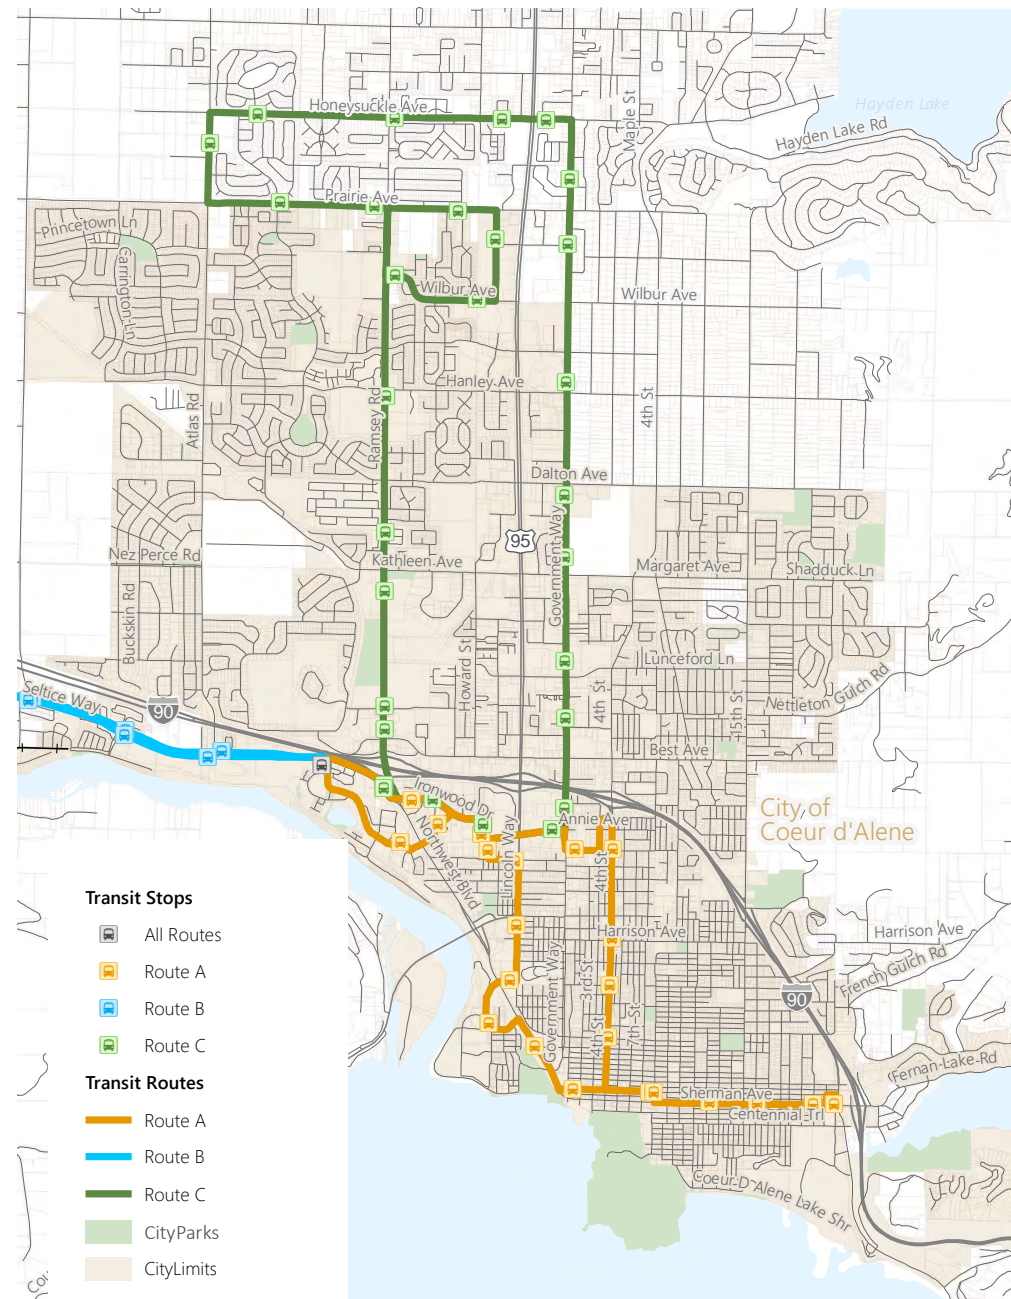 Honeysuckle Ave
Maple St
Hayden Lake
Hayden Lake Rd
Prairie Ave
Princetown Ln
Carrington Ln
Wilbur Ave
Wilbur Ave
Hanley Ave
Atlas Rd
Ramsey Rd
4th St
Dalton Ave
95
Government Way
Nez Perce Rd
Kathleen Ave
Margaret Ave
Shadduck Ln
Buckskin Rd
Howard St
Lunceford Ln
Nettleton Gulch Rd
4th St
15th St
Seltice Way
90
Best Ave
Ironwood Dr
Annie Ave
City of
Coeur d'Alene
Northwest Blvd
Lincoln Way
4th St
Harrison Ave
Harrison Ave
French Gulch Rd
Government Way
3rd St
4th St
7th St
90
Fernan Lake Rd
Sherman Ave
Centennial Trl
Coeur D Alene Lake Shr
Transit Stops
All Routes
Route A
Route B
Route C
Transit Routes
Route A
Route B
Route C
CityParks
CityLimits